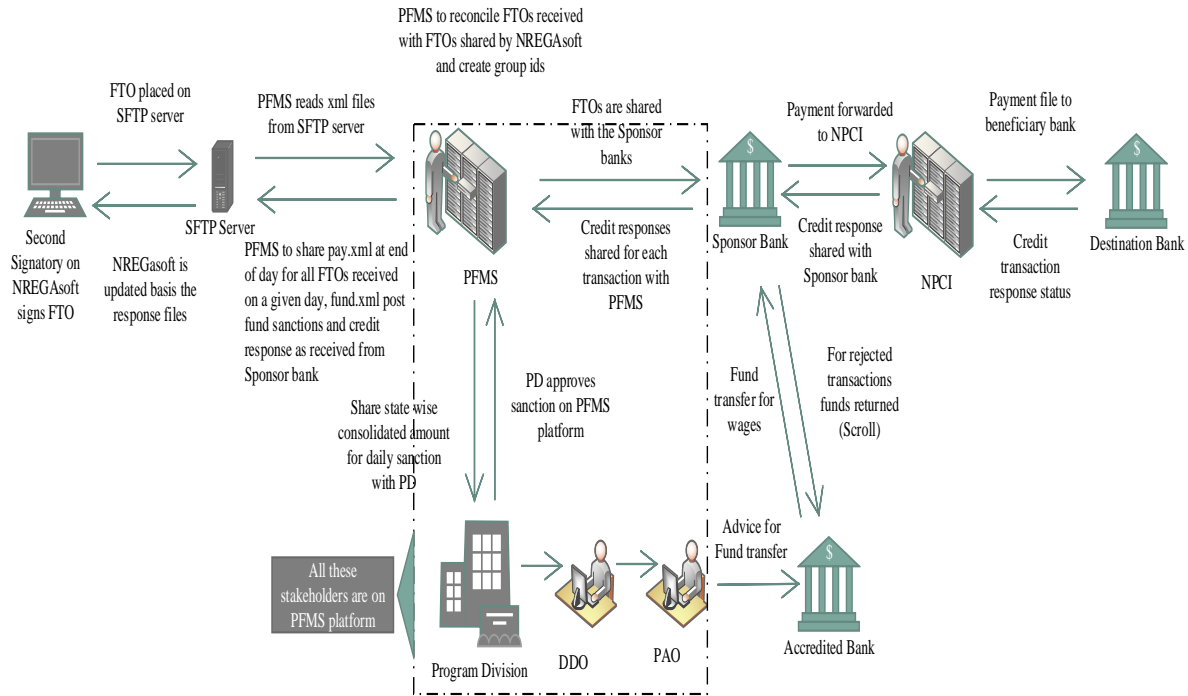 PFMS to reconcile FTOs received
with FTOs shared by NREGAsoft
and create group ids
FTO placed on
SFTP server
PFMS reads xml files
from SFTP server
FTOs are shared
with the Sponsor
banks
Payment forwarded
to NPCI
Payment file to
beneficiary bank
$
$
SFTP Server
Second
Signatory on
NREGAsoft
signs FTO
NREGasoft is
updated basis the
response files
PFMS to share pay.xml at end
of day for all FTOs received
on a given day, fund.xml post
fund sanctions and credit
response as received from
Sponsor bank
PFMS
Credit responses
shared for each
transaction with
PFMS
Sponsor Bank
Credit response
shared with
Sponsor bank
NPCI
Credit
transaction
response status
Destination Bank
Share state wise
consolidated amount
for daily sanction
with PD
PD approves
sanction on PFMS
platform
Fund
transfer for
wages
For rejected
transactions
funds returned
(Scroll)
All these
stakeholders are on
PFMS platform
Program Division
DDO
PAO
Advice for
Fund transfer
$
Accredited Bank